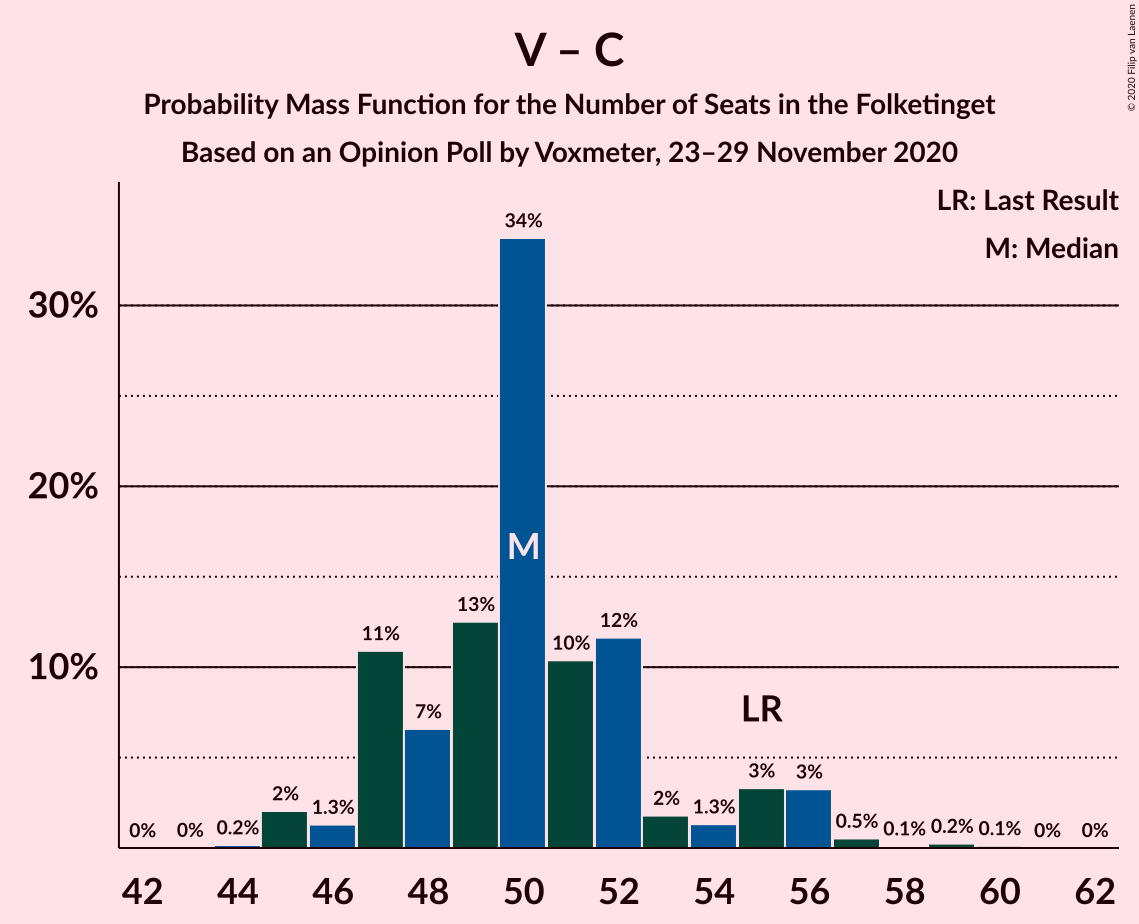 V – C
Probability Mass Function for the Number of Seats in the Folketinget
Based on an Opinion Poll by Voxmeter, 23–29 November 2020
© 2020 Filip van Laenen
LR: Last Result
M: Median
30%
20%
10%
0%
0%
0.2%
2%
1.3%
11%
7%
13%
34%
10%
12%
2%
1.3%
3%
3%
0.5%
0.1%
0.2%
0.1%
0%
0%
M
LR
42 44 46 48 50 52 54 56 58 60 62